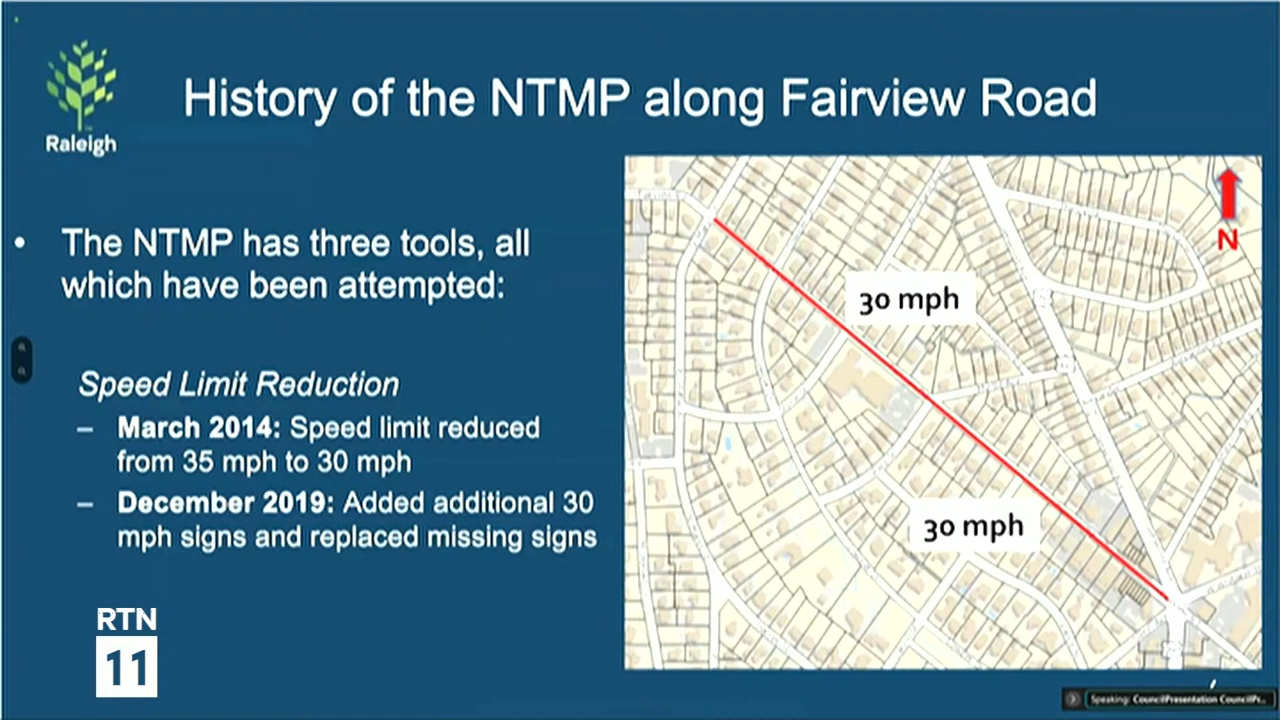 History of the NTMP along Fairview Road
Raleigh
• The NTMP has three tools, all
which have been attempted:
Speed Limit Reduction
– March 2014: Speed limit reduced
from 35 mph to 30 mph
– December 2019: Added additional 30
mph signs and replaced missing signs
30 mph
30 mph
N
RTN
11
Speaking: CouncilPresentation CouncilPr...